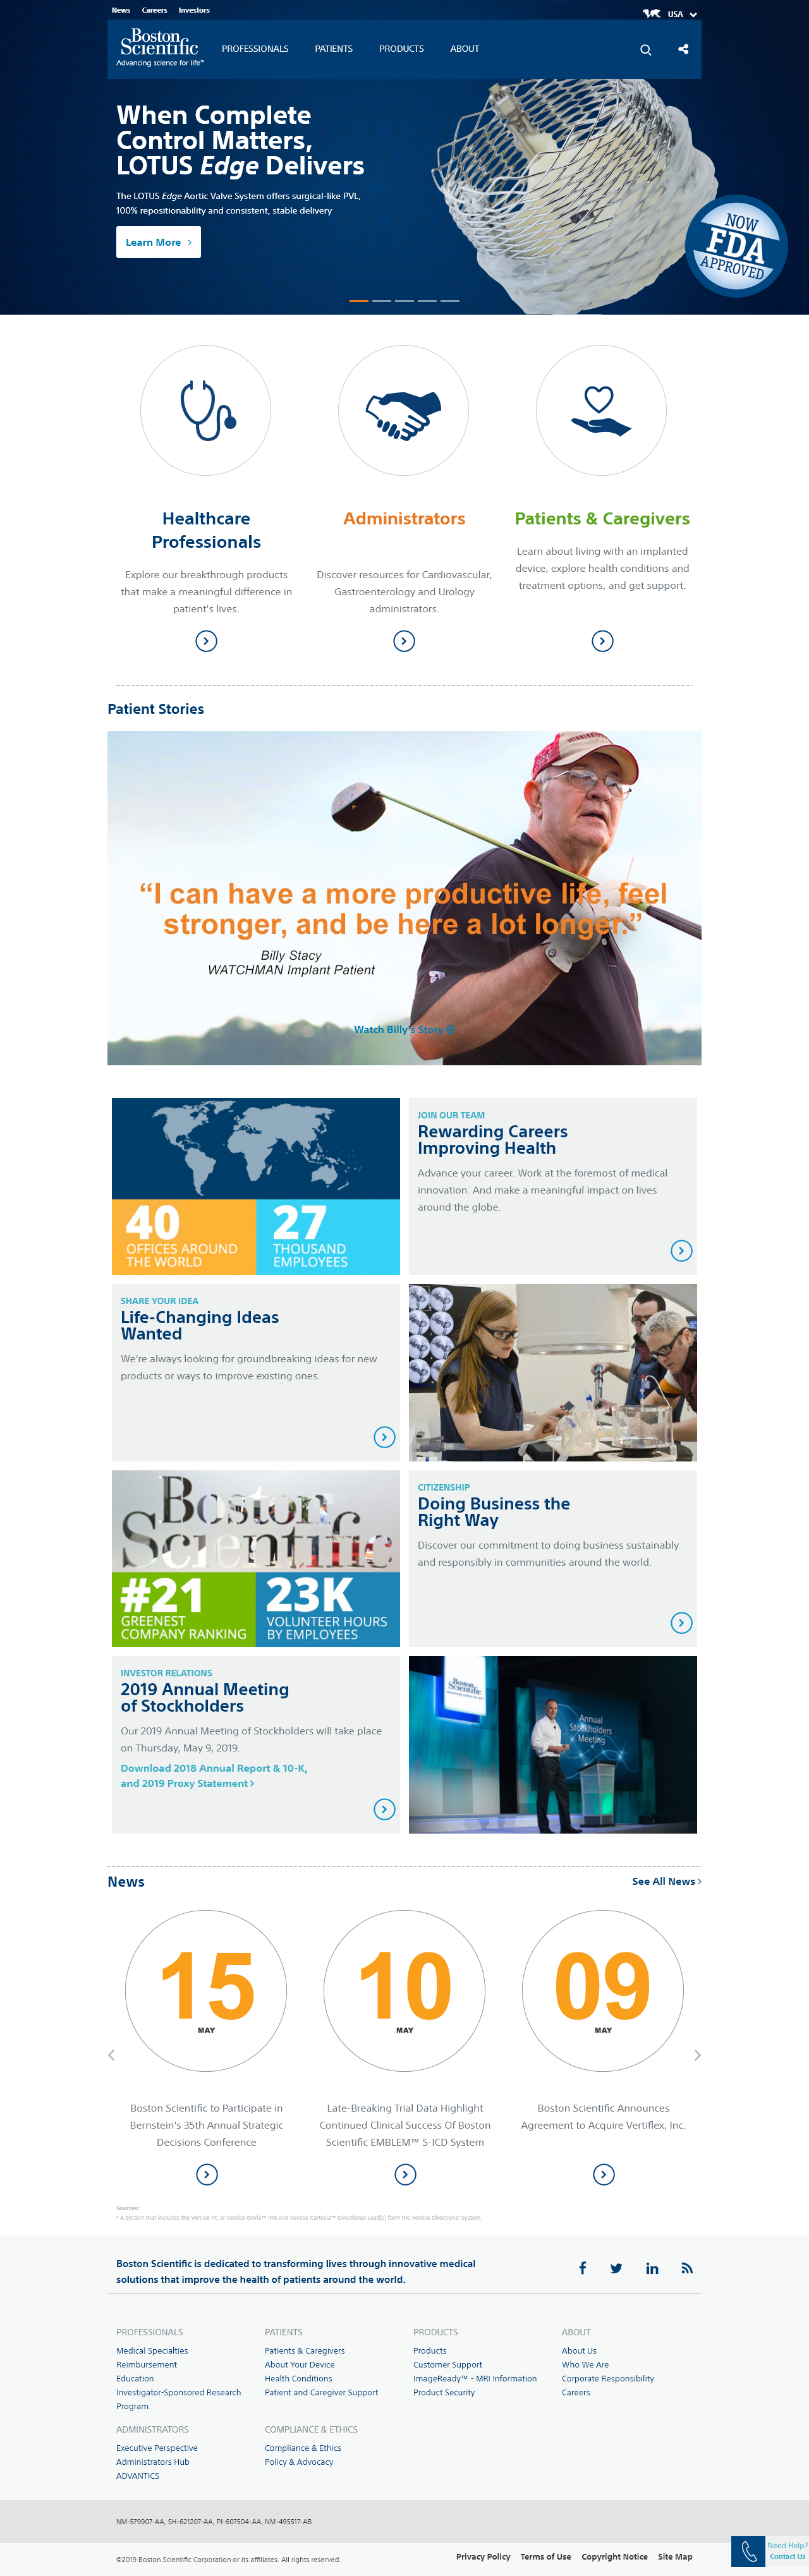 News Careers Investors
USA
Boston
Scientific
Advancing science for life™
PROFESSIONALS PATIENTS PRODUCTS ABOUT
When Complete
Control Matters,
LOTUS Edge Delivers
The LOTUS Edge Aortic Valve System offers surgical-like PVL,
100% repositionability and consistent, stable delivery
Learn More
NOW
FDA
APPROVED
Healthcare
Professionals
Explore our breakthrough products
that make a meaningful difference in
patient's lives.
Administrators
Discover resources for Cardiovascular,
Gastroenterology and Urology
administrators.
Patients & Caregivers
Learn about living with an implanted
device, explore health conditions and
treatment options, and get support.
Patient Stories
“I can have a more productive life, feel
stronger, and be here a lot longer.”
Billy Stacy
WATCHMAN Implant Patient
Watch Billy's Story
40
OFFICES AROUND
THE WORLD
27
THOUSAND
EMPLOYEES
JOIN OUR TEAM
Rewarding Careers
Improving Health
Advance your career. Work at the foremost of medical
innovation. And make a meaningful impact on lives
around the globe.
SHARE YOUR IDEA
Life-Changing Ideas
Wanted
We're always looking for groundbreaking ideas for new
products or ways to improve existing ones.
Boston
Scientific
#21
GREENEST
COMPANY RANKING
23K
VOLUNTEER HOURS
BY EMPLOYEES
CITIZENSHIP
Doing Business the
Right Way
Discover our commitment to doing business sustainably
and responsibly in communities around the world.
INVESTOR RELATIONS
2019 Annual Meeting
of Stockholders
Our 2019 Annual Meeting of Stockholders will take place
on Thursday, May 9, 2019.
Download 2018 Annual Report & 10-K,
and 2019 Proxy Statement
Boston
Scientific
Annual
Stockholders
Meeting
News
See All News
15
MAY
Boston Scientific to Participate in
Bernstein's 35th Annual Strategic
Decisions Conference
10
MAY
Late-Breaking Trial Data Highlight
Continued Clinical Success Of Boston
Scientific EMBLEM™ S-ICD System
09
MAY
Boston Scientific Announces
Agreement to Acquire Vertiflex, Inc.
Sources:
* A System that includes the Vercise PC or Vercise Gevia™ IPG and Vercise Cartesia™ Directional Lead(s) form the Vercise Directional System.
Boston Scientific is dedicated to transforming lives through innovative medical
solutions that improve the health of patients around the world.
PROFESSIONALS
Medical Specialties
Reimbursement
Education
Investigator-Sponsored Research
Program
PATIENTS
Patients & Caregivers
About Your Device
Health Conditions
Patient and Caregiver Support
PRODUCTS
Products
Customer Support
ImageReady™ - MRI Information
Product Security
ABOUT
About Us
Who We Are
Corporate Responsibility
Careers
ADMINISTRATORS
Executive Perspective
Administrators Hub
ADVANTICS
COMPLIANCE & ETHICS
Compliance & Ethics
Policy & Advocacy
NM-579907-AA, SH-621207-AA, PI-607504-AA, NM-495517-AB
©2019 Boston Scientific Corporation or its affiliates. All rights reserved.
Privacy Policy Terms of Use Copyright Notice Site Map
Need Help?
Contact Us